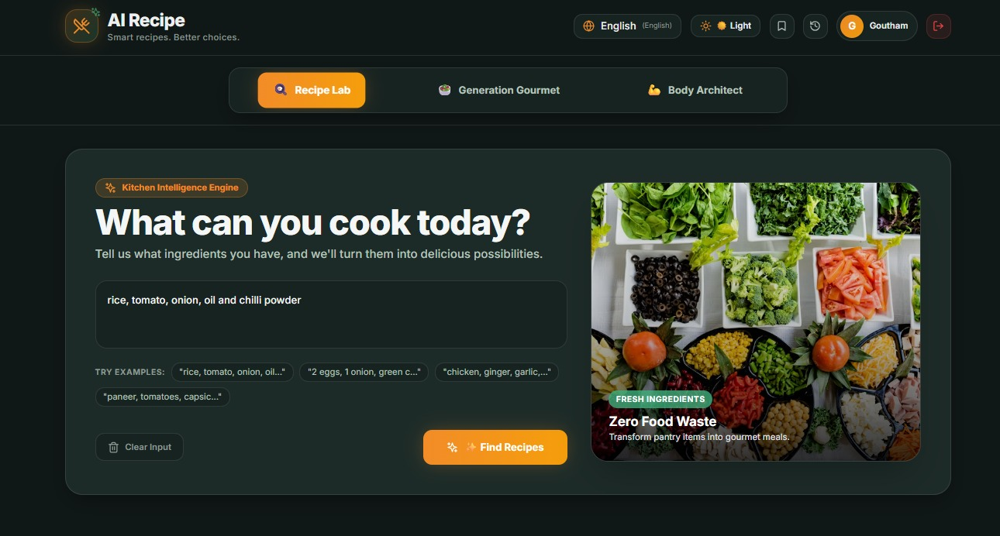 AI Recipe
Smart recipes. Better choices.
English (English)
Light
G
Goutham
Recipe Lab
Generation Gourmet
Body Architect
Kitchen Intelligence Engine
What can you cook today?
Tell us what ingredients you have, and we'll turn them into delicious possibilities.
rice, tomato, onion, oil and chilli powder
TRY EXAMPLES:
"rice, tomato, onion, oil..."
"2 eggs, 1 onion, green c..."
"chicken, ginger, garlic,..."
"paneer, tomatoes, capsic..."
Clear Input
Find Recipes
FRESH INGREDIENTS
Zero Food Waste
Transform pantry items into gourmet meals.